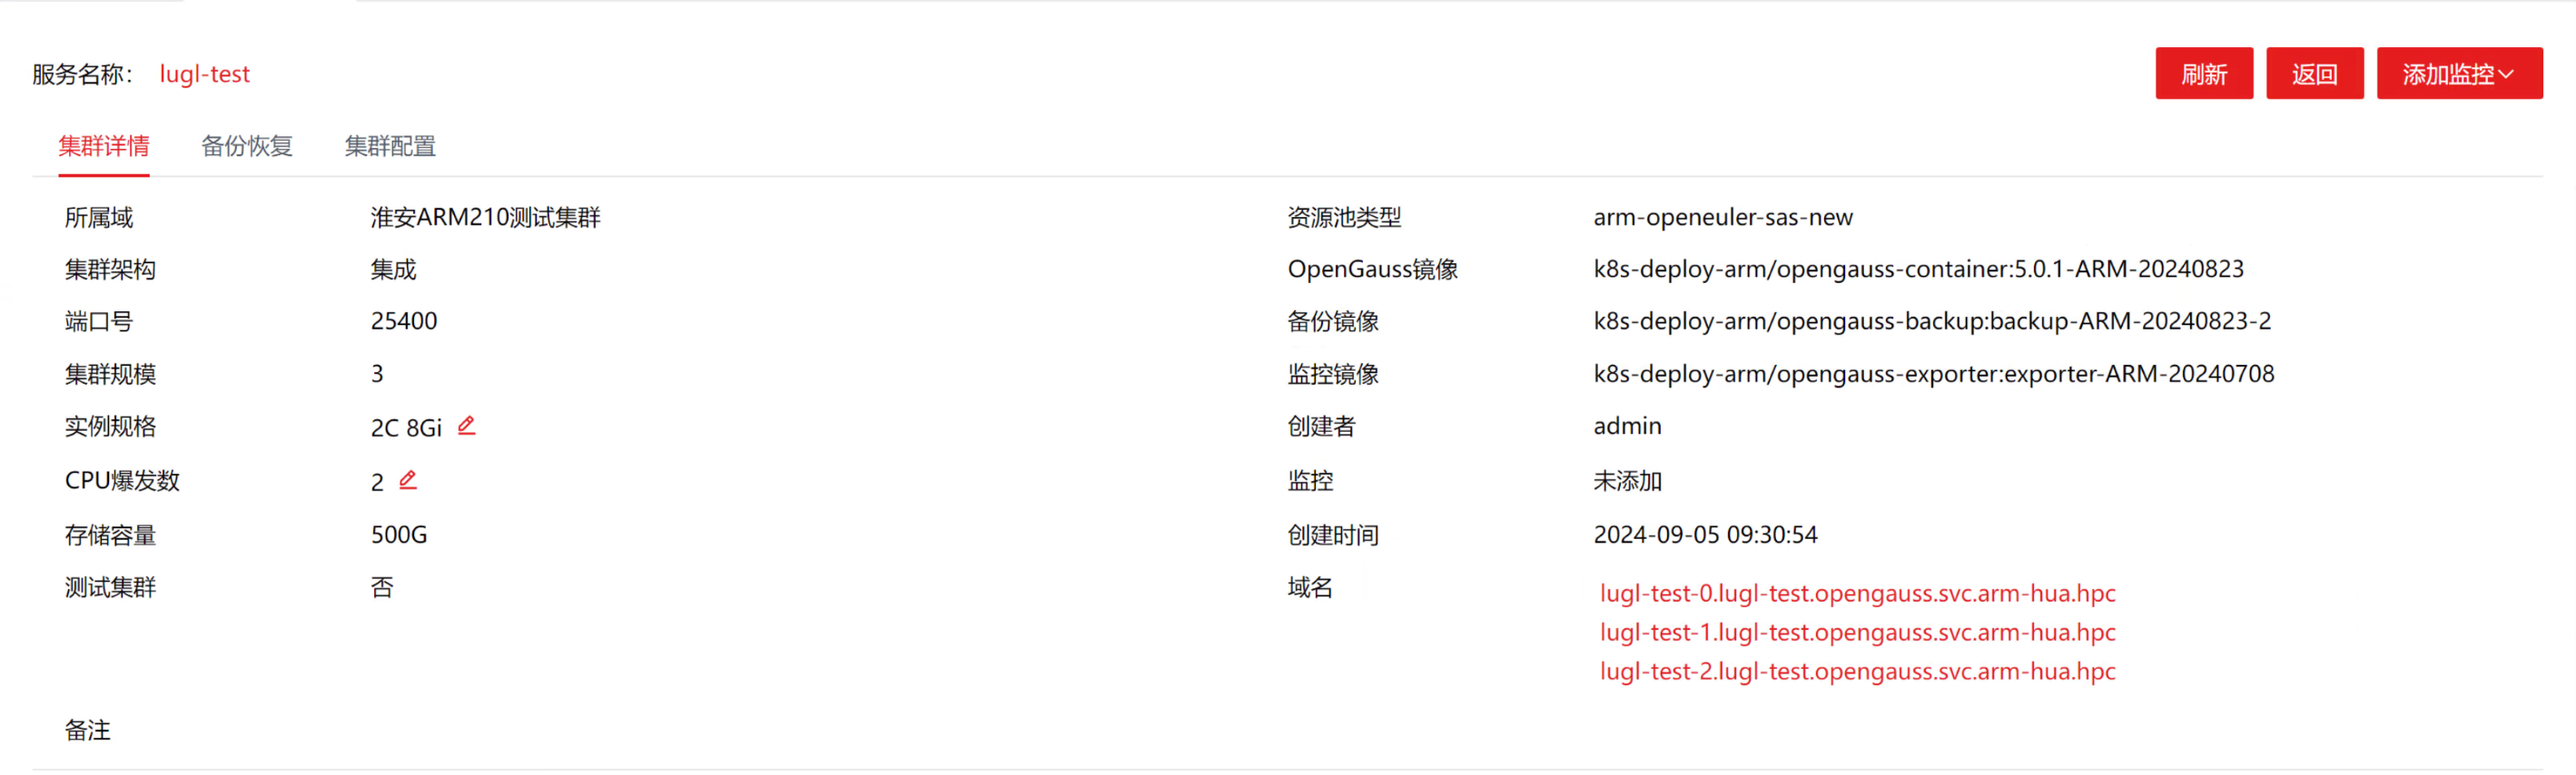 服务名称： lugl-test 刷新 返回 添加监控
集群详情 备份恢复 集群配置
所属域 淮安ARM210测试集群 资源池类型 arm-openeuler-sas-new
集群架构 集成 OpenGauss镜像 k8s-deploy-arm/opengauss-container:5.0.1-ARM-20240823
端口号 25400 备份镜像 k8s-deploy-arm/opengauss-backup:backup-ARM-20240823-2
集群规模 3 监控镜像 k8s-deploy-arm/opengauss-exporter:exporter-ARM-20240708
实例规格 2C 8Gi 创建者 admin
CPU爆发数 2 监控 未添加
存储容量 500G 创建时间 2024-09-05 09:30:54
测试集群 否 域名 lugl-test-0.lugl-test.opengauss.svc.arm-hua.hpc
lugl-test-1.lugl-test.opengauss.svc.arm-hua.hpc
lugl-test-2.lugl-test.opengauss.svc.arm-hua.hpc
备注